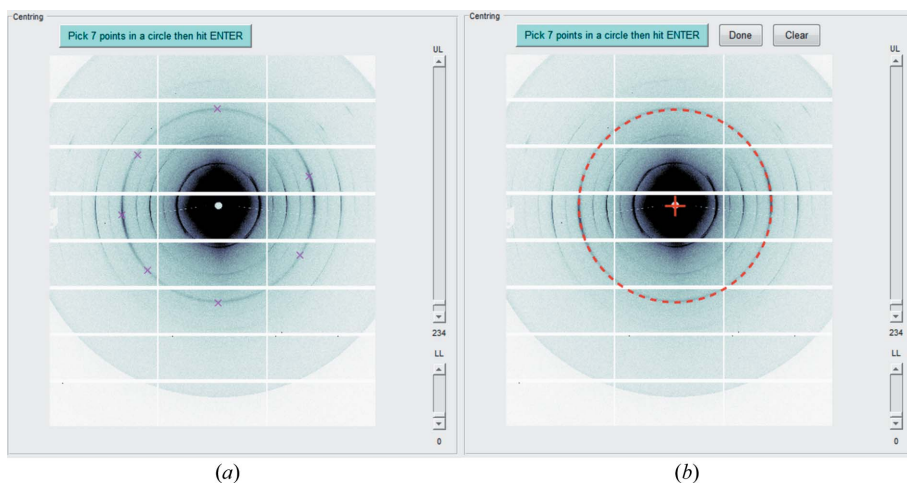 Centring
Pick 7 points in a circle then hit ENTER
UL
234
LL
0
Centring
Pick 7 points in a circle then hit ENTER
Done
Clear
UL
234
LL
0
(a)
(b)